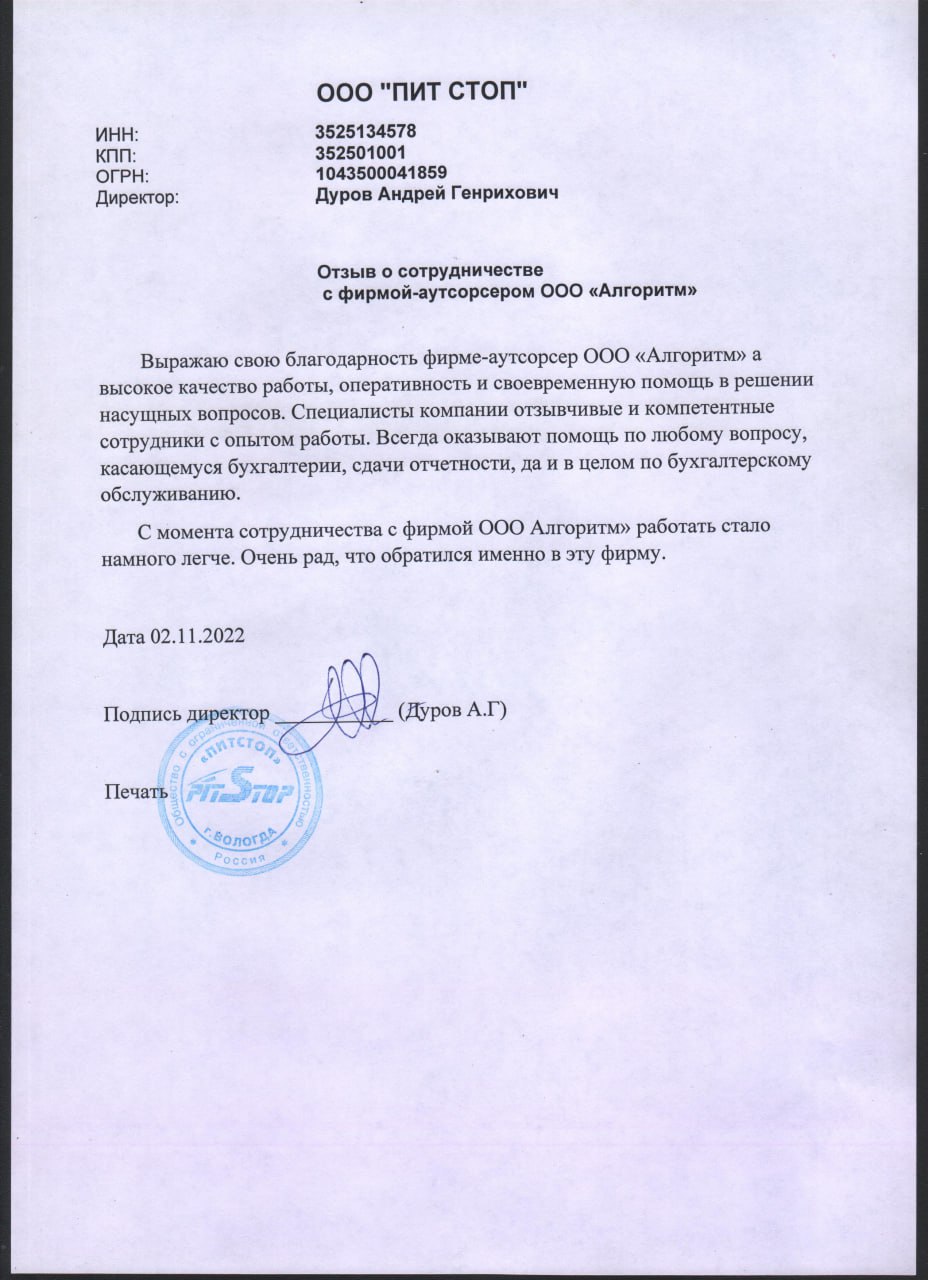 ООО "ПИТ СТОП"
ИНН: 3525134578
КПП: 352501001
ОГРН: 1043500041859
Директор: Дуров Андрей Генрихович
Отзыв о сотрудничестве
с фирмой-аутсорсером ООО «Алгоритм»
Выражаю свою благодарность фирме-аутсорсер ООО «Алгоритм» а
высокое качество работы, оперативность и своевременную помощь в решении
насущных вопросов. Специалисты компании отзывчивые и компетентные
сотрудники с опытом работы. Всегда оказывают помощь по любому вопросу,
касающемуся бухгалтерии, сдачи отчетности, да и в целом по бухгалтерскому
обслуживанию.
С момента сотрудничества с фирмой ООО Алгоритм» работать стало
намного легче. Очень рад, что обратился именно в эту фирму.
Дата 02.11.2022
Подпись директор ___________ (Дуров А.Г)
Печать
Общество с ограниченной ответственностью
«ПИТСТОП»
PITSTOP
г.ВОЛОГДА
* Россия *